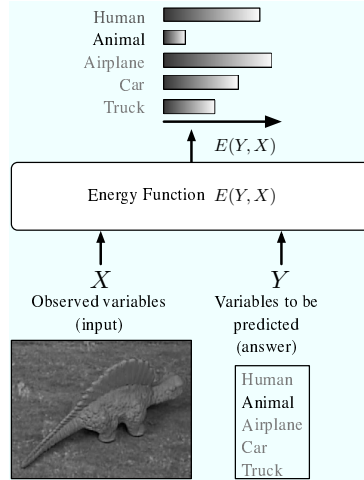 Human
Animal
Airplane
Car
Truck
E(Y, X)
Energy Function E(Y, X)
X
Observed variables
(input)
Y
Variables to be
predicted
(answer)
Human
Animal
Airplane
Car
Truck